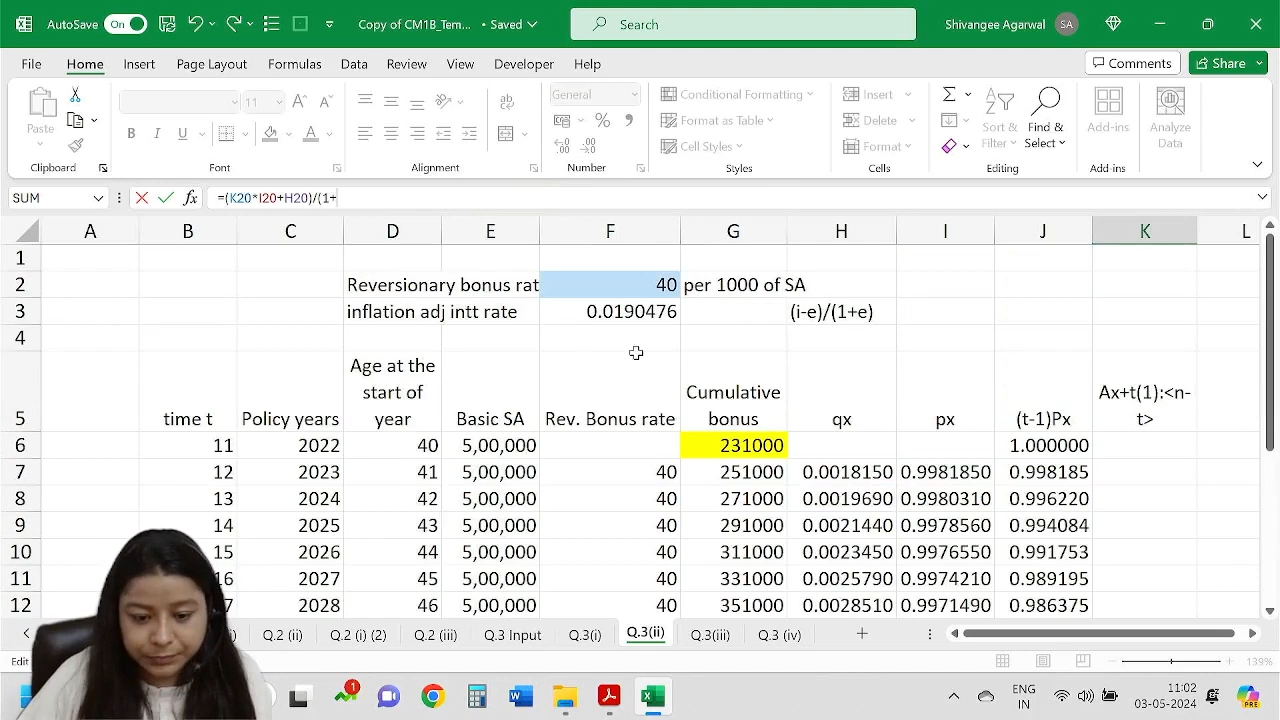 AutoSave On Copy of CM1B_Tem... • Saved Search Shivangee Agarwal SA
File Home Insert Page Layout Formulas Data Review View Developer Help Comments Share
Paste 11 B I U General Conditional Formatting Format as Table Cell Styles Insert Delete Format Sort & Filter Find & Select Add-ins Analyze Data
Clipboard Font Alignment Number Styles Cells Editing Add-ins
SUM =(K20*I20+H20)/(1+
A B C D E F G H I J K L
1
2 Reversionary bonus rat 40 per 1000 of SA
3 inflation adj intt rate 0.0190476 (i-e)/(1+e)
4
5 time t Policy years Age at the start of year Basic SA Rev. Bonus rate Cumulative bonus qx px (t-1)Px Ax+t(1):<n-t>
6 11 2022 40 5,00,000 231000 1.000000
7 12 2023 41 5,00,000 40 251000 0.0018150 0.9981850 0.998185
8 13 2024 42 5,00,000 40 271000 0.0019690 0.9980310 0.996220
9 14 2025 43 5,00,000 40 291000 0.0021440 0.9978560 0.994084
10 15 2026 44 5,00,000 40 311000 0.0023450 0.9976550 0.991753
11 16 2027 45 5,00,000 40 331000 0.0025790 0.9974210 0.989195
12 7 2028 46 5,00,000 40 351000 0.0028510 0.9971490 0.986375
) Q.2 (ii) Q.2 (i) (2) Q.2 (iii) Q.3 Input Q.3(i) Q.3(ii) Q.3(iii) Q.3 (iv)
Edit 139%
1 ENG IN 11:02 03-05-2024 PRE